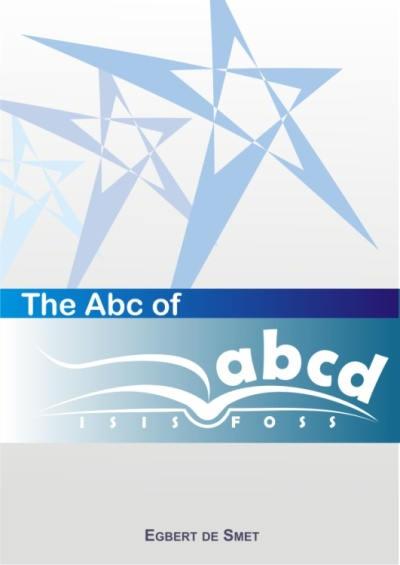 The Abc of
abcd
ISIS FOSS
EGBERT DE SMET